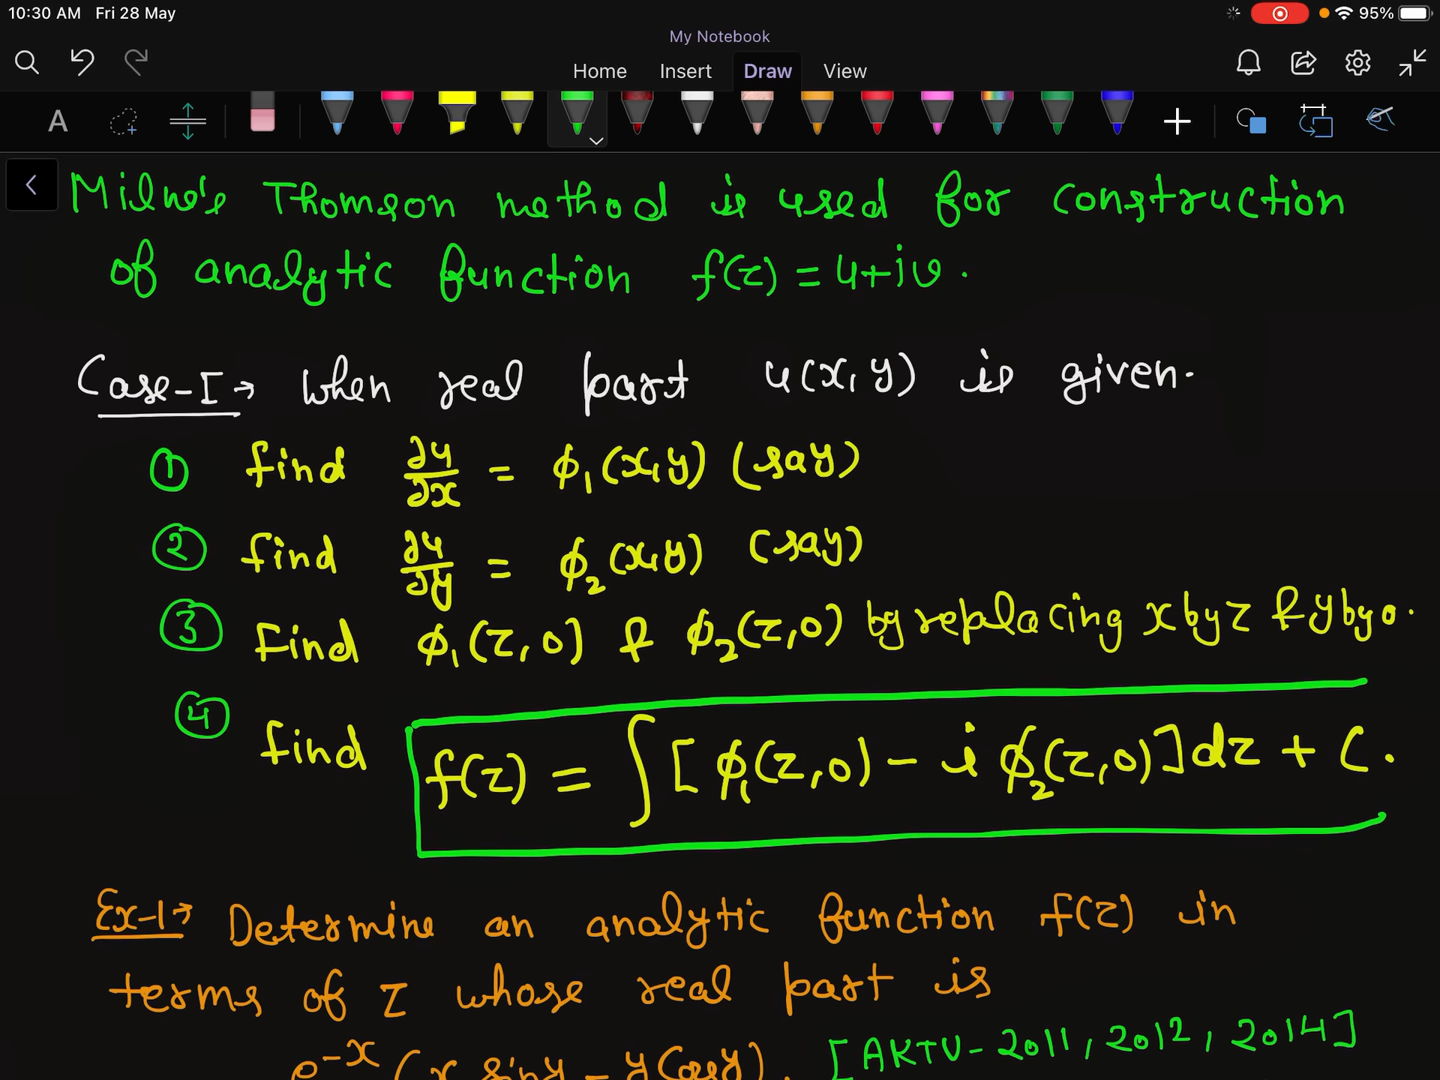 10:30 AM Fri 28 May 95%
My Notebook
Home Insert Draw View
A
Milne's Thomson method is used for construction
of analytic function f(z) = u+iv.
Case-I → When real part u(x,y) is given.
① find ∂u/∂x = ϕ₁(x,y) (say)
② find ∂u/∂y = ϕ₂(x,y) (say)
③ Find ϕ₁(z,0) & ϕ₂(z,0) by replacing x by z & y by 0.
④ find f(z) = ∫[ϕ₁(z,0) - i ϕ₂(z,0)]dz + C.
Ex-1→ Determine an analytic function f(z) in
terms of z whose real part is
e^-x (x siny - y cosy). [AKTU-2011, 2012, 2014]